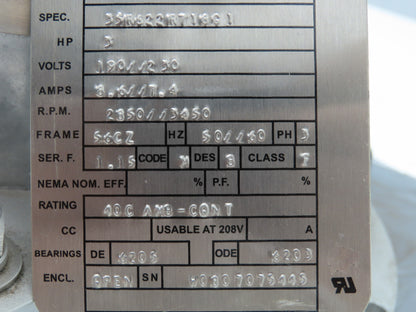 SPEC. 35R622R713G1
HP 3
VOLTS 190//230
AMPS
R.P.M. 2850//3450
FRAME 56CZ HZ 50//60 PH 3
SER. F. 1.15 CODE K DES B CLASS F
NEMA NOM. EFF. % P.F. %
RATING 40C AMB-CONT
CC USABLE AT 208V A
BEARINGS DE 6205 ODE 6203
ENCL. OPEN SN